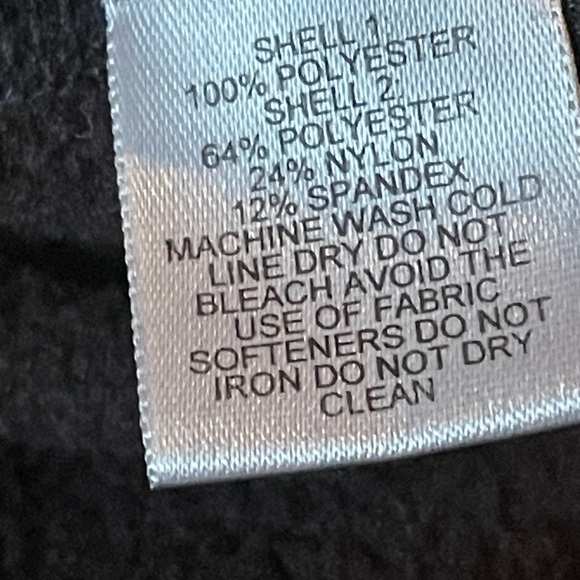 SHELL 1:
100% POLYESTER
SHELL 2:
64% POLYESTER
24% NYLON
12% SPANDEX
MACHINE WASH COLD
LINE DRY DO NOT
BLEACH AVOID THE
USE OF FABRIC
SOFTENERS DO NOT
IRON DO NOT DRY
CLEAN